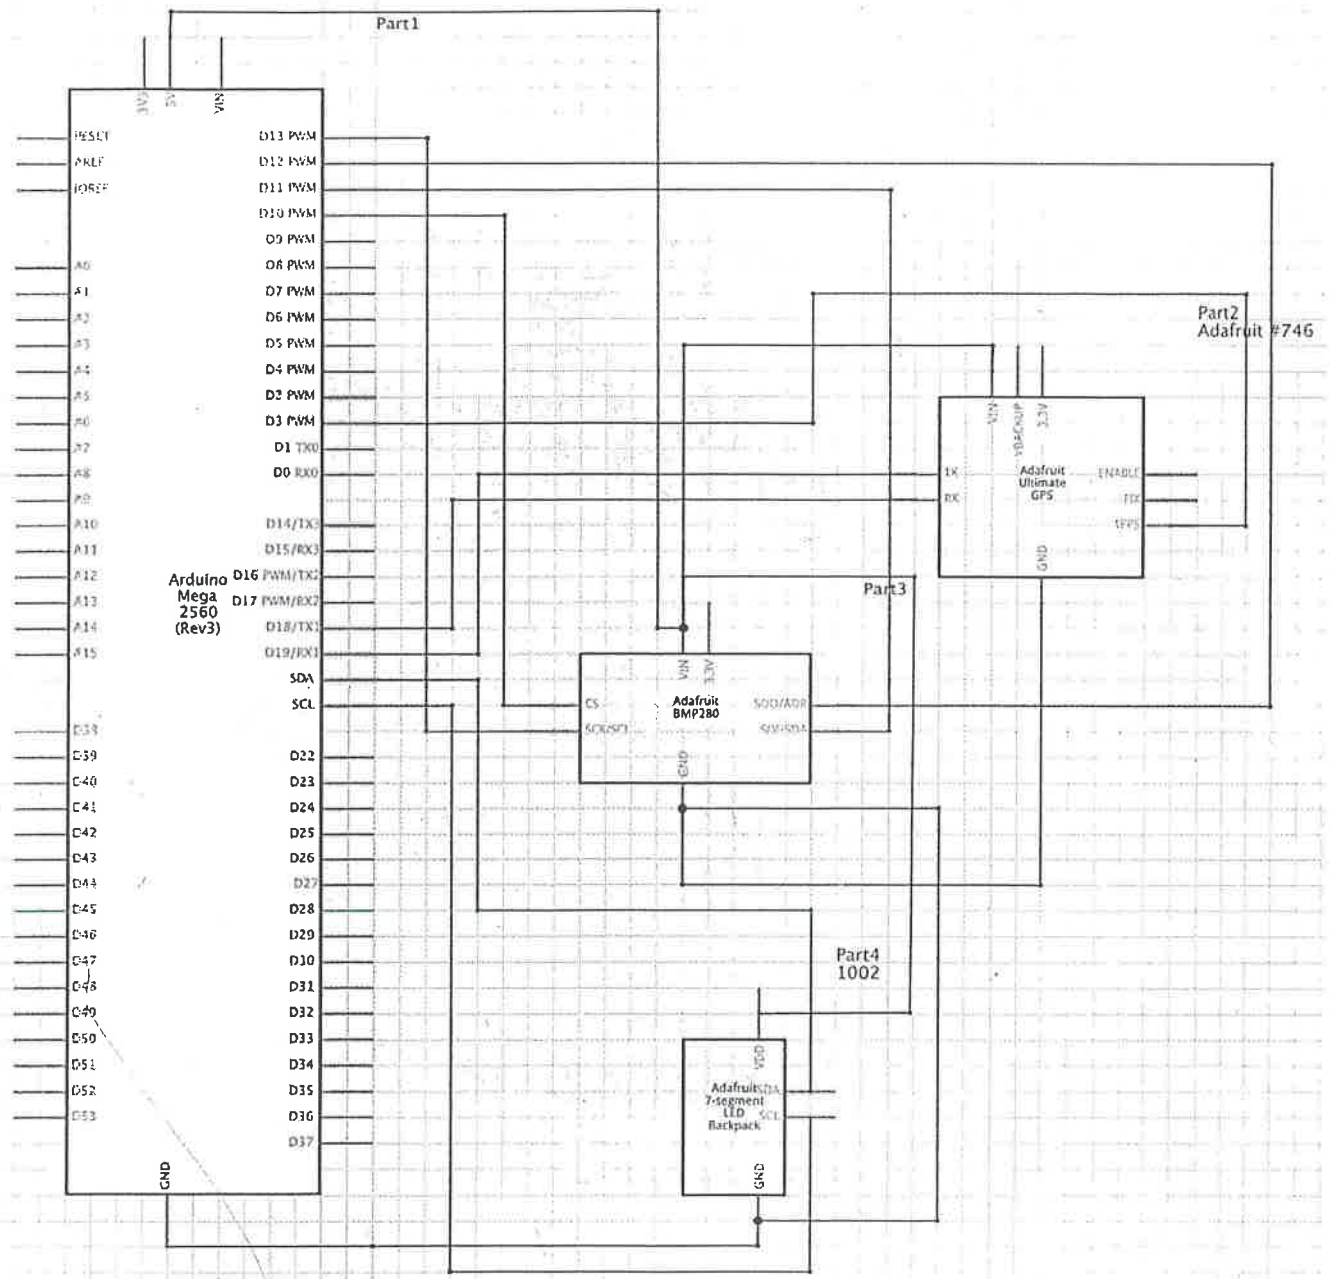 Part1
3V3
5V
VIN
RESET
AREF
IOREF
A0
A1
A2
A3
A4
A5
A6
A7
A8
A9
A10
A11
A12
A13
A14
A15
D38
D39
D40
D41
D42
D43
D44
D45
D46
D47
D48
D49
D50
D51
D52
D53
Arduino
Mega
2560
(Rev3)
D13 PWM
D12 PWM
D11 PWM
D10 PWM
D9 PWM
D8 PWM
D7 PWM
D6 PWM
D5 PWM
D4 PWM
D2 PWM
D3 PWM
D1 TX0
D0 RX0
D14/TX3
D15/RX3
D16 PWM/TX2
D17 PWM/RX2
D18/TX1
D19/RX1
SDA
SCL
D22
D23
D24
D25
D26
D27
D28
D29
D30
D31
D32
D33
D34
D35
D36
D37
GND
Part2
Adafruit #746
VIN
VBACKUP
3.3V
TX
RX
Adafruit
Ultimate
GPS
ENABLE
FIX
1PPS
GND
Part3
VIN
3V3
CS
SCK/SCL
Adafruit
BMP280
SDO/ADR
SDI/SDA
GND
Part4
1002
VDD
Adafruit
7-segment
LED
Backpack
SDA
SCL
GND